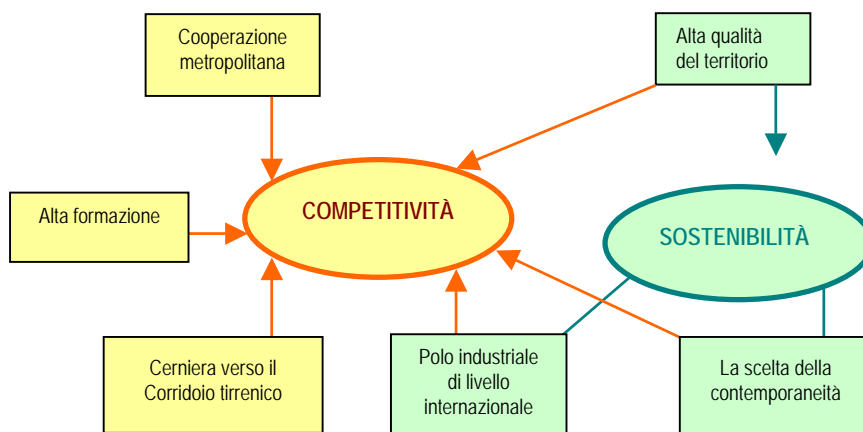 Cooperazione
metropolitana
Alta qualità
del territorio
COMPETITIVITÀ
Alta formazione
SOSTENIBILITÀ
Cerniera verso il
Corridoio tirrenico
Polo industriale
di livello
internazionale
La scelta della
contemporaneità